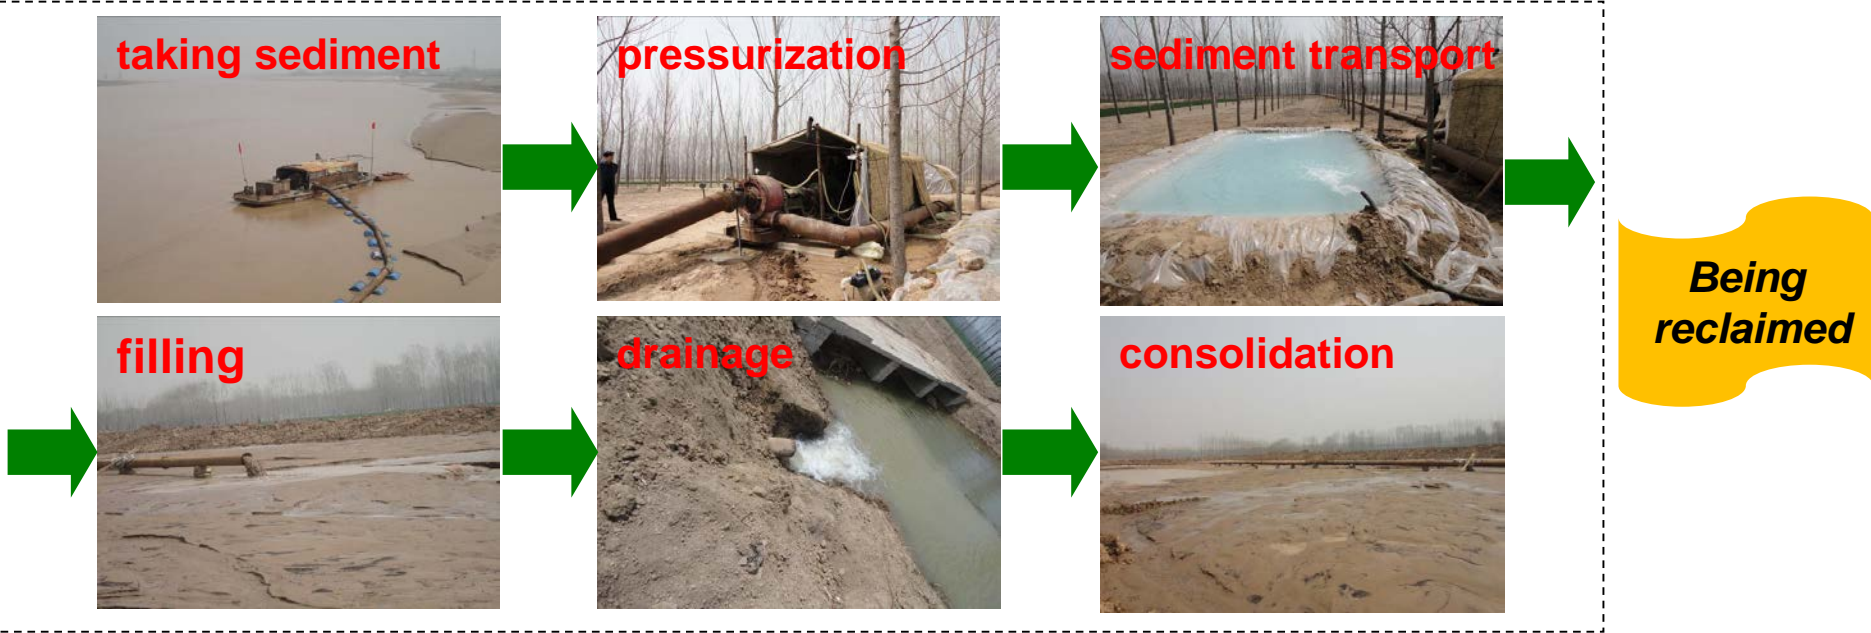 taking sediment
pressurization
sediment transport
filling
drainage
consolidation
Being
reclaimed